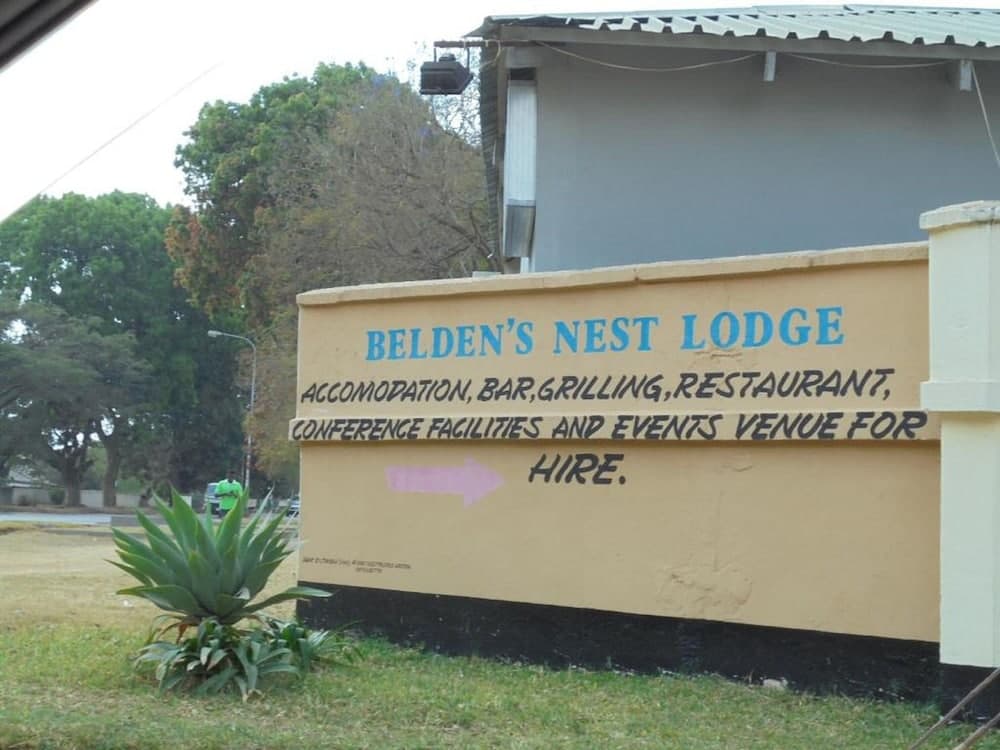 BELDEN'S NEST LODGE
ACCOMODATION, BAR, GRILLING, RESTAURANT,
CONFERENCE FACILITIES AND EVENTS VENUE FOR
HIRE.